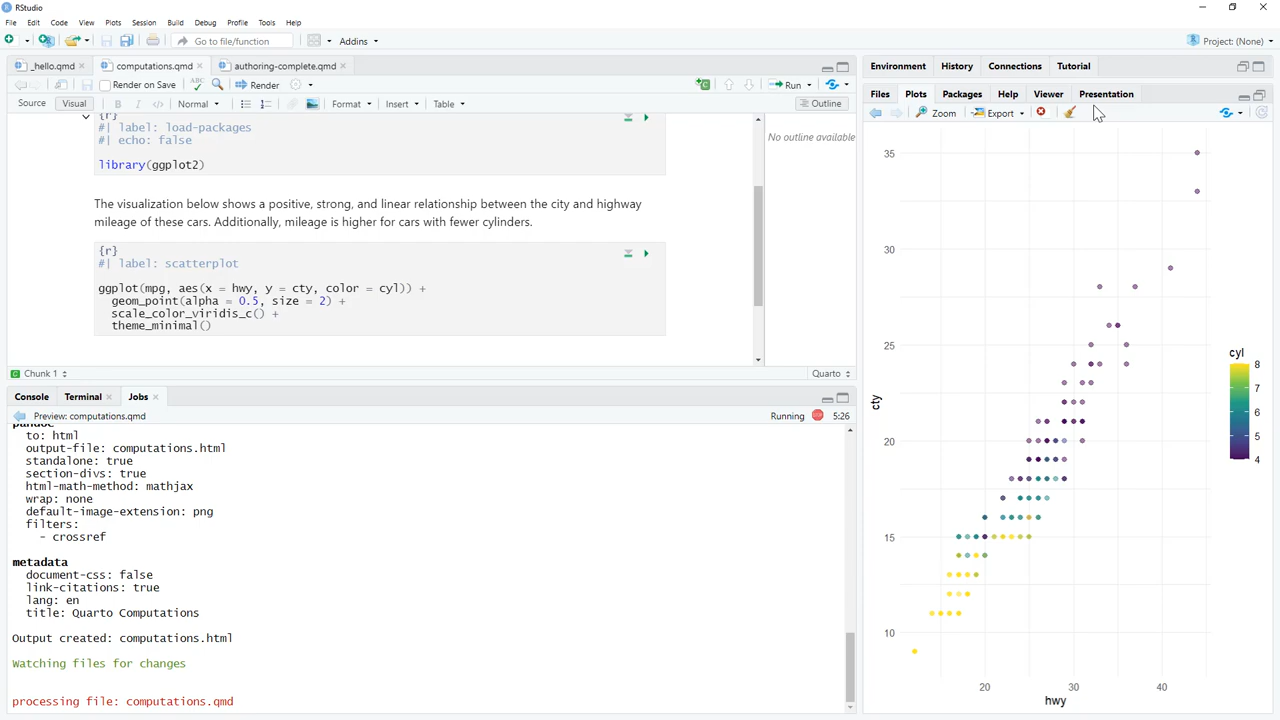 RStudio
File Edit Code View Plots Session Build Debug Profile Tools Help
Go to file/function Addins Project: (None)
_hello.qmd computations.qmd authoring-complete.qmd
Render on Save ABC Render Run
Source Visual B I </> Normal Format Insert Table Outline
{r}
#| label: load-packages
#| echo: false
library(ggplot2)
No outline available
The visualization below shows a positive, strong, and linear relationship between the city and highway
mileage of these cars. Additionally, mileage is higher for cars with fewer cylinders.
{r}
#| label: scatterplot
ggplot(mpg, aes(x = hwy, y = cty, color = cyl)) +
geom_point(alpha = 0.5, size = 2) +
scale_color_viridis_c() +
theme_minimal()
Chunk 1 Quarto
Console Terminal Jobs
Preview: computations.qmd Running 5:26
pandoc
to: html
output-file: computations.html
standalone: true
section-divs: true
html-math-method: mathjax
wrap: none
default-image-extension: png
filters:
- crossref
metadata
document-css: false
link-citations: true
lang: en
title: Quarto Computations
Output created: computations.html
Watching files for changes
processing file: computations.qmd
Environment History Connections Tutorial
Files Plots Packages Help Viewer Presentation
Zoom Export
35
30
25
20
15
10
cty
20 30 40
hwy
cyl
8
7
6
5
4